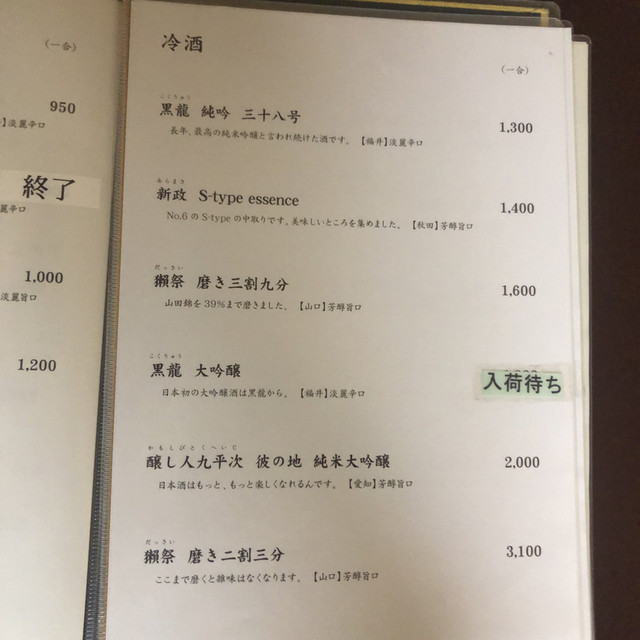 (一合)
950
】淡麗辛口
終了
麗辛口
1,000
淡麗旨口
1,200
冷酒
(一合)
こくりゅう
黒龍 純吟 三十八号
1,300
長年、最高の純米吟醸と言われ続けた酒です。【福井】淡麗辛口
あらまさ
新政 S-type essence
1,400
No.6 の S-type の中取りです。美味しいところを集めました。【秋田】芳醇旨口
だっさい
獺祭 磨き三割九分
1,600
山田錦を 39%まで磨きました。【山口】芳醇旨口
こくりゅう
黒龍 大吟醸
入荷待ち
日本初の大吟醸酒は黒龍から。【福井】淡麗辛口
かもしびとくへいじ
醸し人九平次 彼の地 純米大吟醸
2,000
日本酒はもっと、もっと楽しくなれるんです。【愛知】芳醇旨口
だっさい
獺祭 磨き二割三分
3,100
ここまで磨くと雑味はなくなります。【山口】芳醇旨口